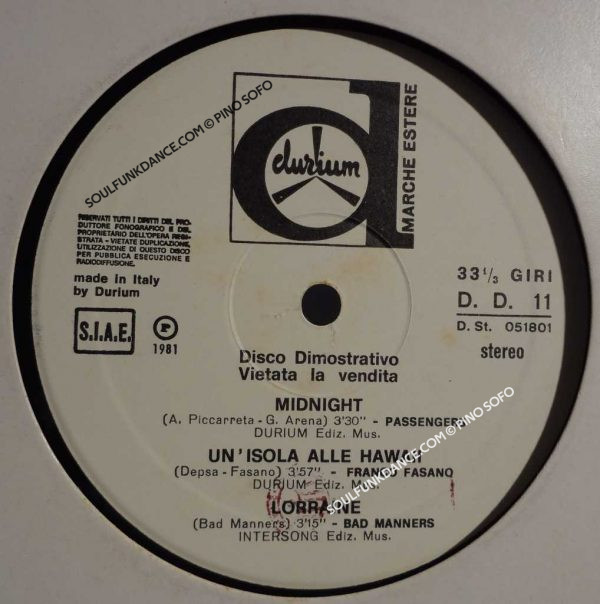 durium
MARCHE ESTERE
SOULFUNKDANCE.COM © PINO SOFO
RISERVATI TUTTI I DIRITTI DEL PRO-
DUTTORE FONOGRAFICO E DEL
PROPRIETARIO DELL'OPERA REGI-
STRATA - VIETATE DUPLICAZIONE,
UTILIZZAZIONE DI QUESTO DISCO
PER PUBBLICA ESECUZIONE E
RADIODIFFUSIONE.
made in Italy
by Durium
S.I.A.E.
P
1981
33 1/3 GIRI
D. D. 11
D. St. 051801
stereo
Disco Dimostrativo
Vietata la vendita
MIDNIGHT
(A. Piccarreta - G. Arena) 3'30" - PASSENGERS
DURIUM Ediz. Mus.
UN'ISOLA ALLE HAWAII
(Depsa - Fasano) 3'57" - FRANCO FASANO
DURIUM Ediz. Mus.
LORRAINE
(Bad Manners) 3'15" - BAD MANNERS
INTERSONG Ediz. Mus.
SOULFUNKDANCE.COM © PINO SOFO